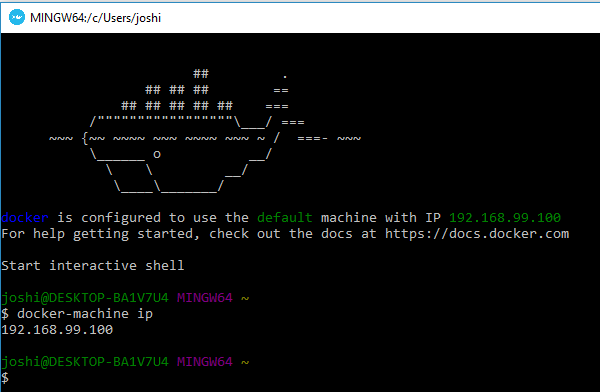 MINGW64:/c/Users/joshi
                        ##         .
                  ## ## ##        ==
               ## ## ## ## ##    ===
           /"""""""""""""""""\___/ ===
      ~~~ {~~ ~~~~ ~~~ ~~~~ ~~~ ~ /  ===- ~~~
           \______ o           __/
             \    \         __/
              \____\_______/
docker is configured to use the default machine with IP 192.168.99.100
For help getting started, check out the docs at https://docs.docker.com
Start interactive shell
joshi@DESKTOP-BA1V7U4 MINGW64 ~
$ docker-machine ip
192.168.99.100
joshi@DESKTOP-BA1V7U4 MINGW64 ~
$